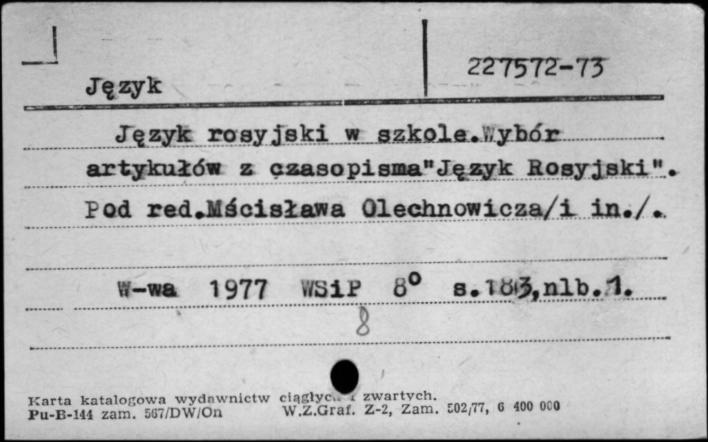 227572-73
Język
Język rosyjski w szkole.Wybór
artykułów z czasopisma"Język Rosyjski".
Pod red.Mścisława Olechnowicza/i in./.
W-wa 1977 WSiP 8° s.183,nlb.1.
8
Karta katalogowa wydawnictw ciągłych i zwartych.
Pu-B-144 zam. 567/DW/On W.Z.Graf. Z-2, Zam. 502/77, 6 400 000